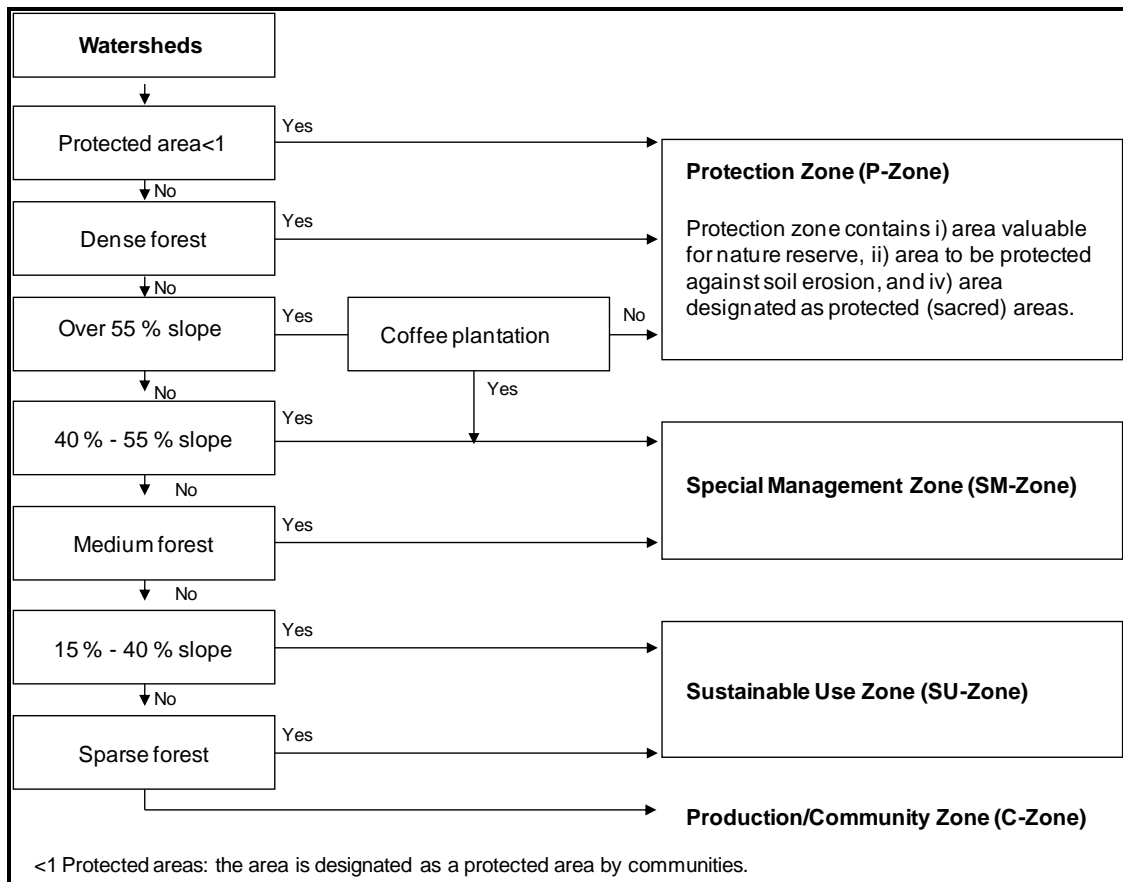 Watersheds
Protected area<1
Yes
No
Dense forest
Yes
No
Over 55 % slope
Yes
Coffee plantation
No
Yes
No
40 % - 55 % slope
Yes
No
Medium forest
Yes
No
15 % - 40 % slope
Yes
No
Sparse forest
Yes
Protection Zone (P-Zone)
Protection zone contains i) area valuable
for nature reserve, ii) area to be protected
against soil erosion, and iv) area
designated as protected (sacred) areas.
Special Management Zone (SM-Zone)
Sustainable Use Zone (SU-Zone)
Production/Community Zone (C-Zone)
<1 Protected areas: the area is designated as a protected area by communities.